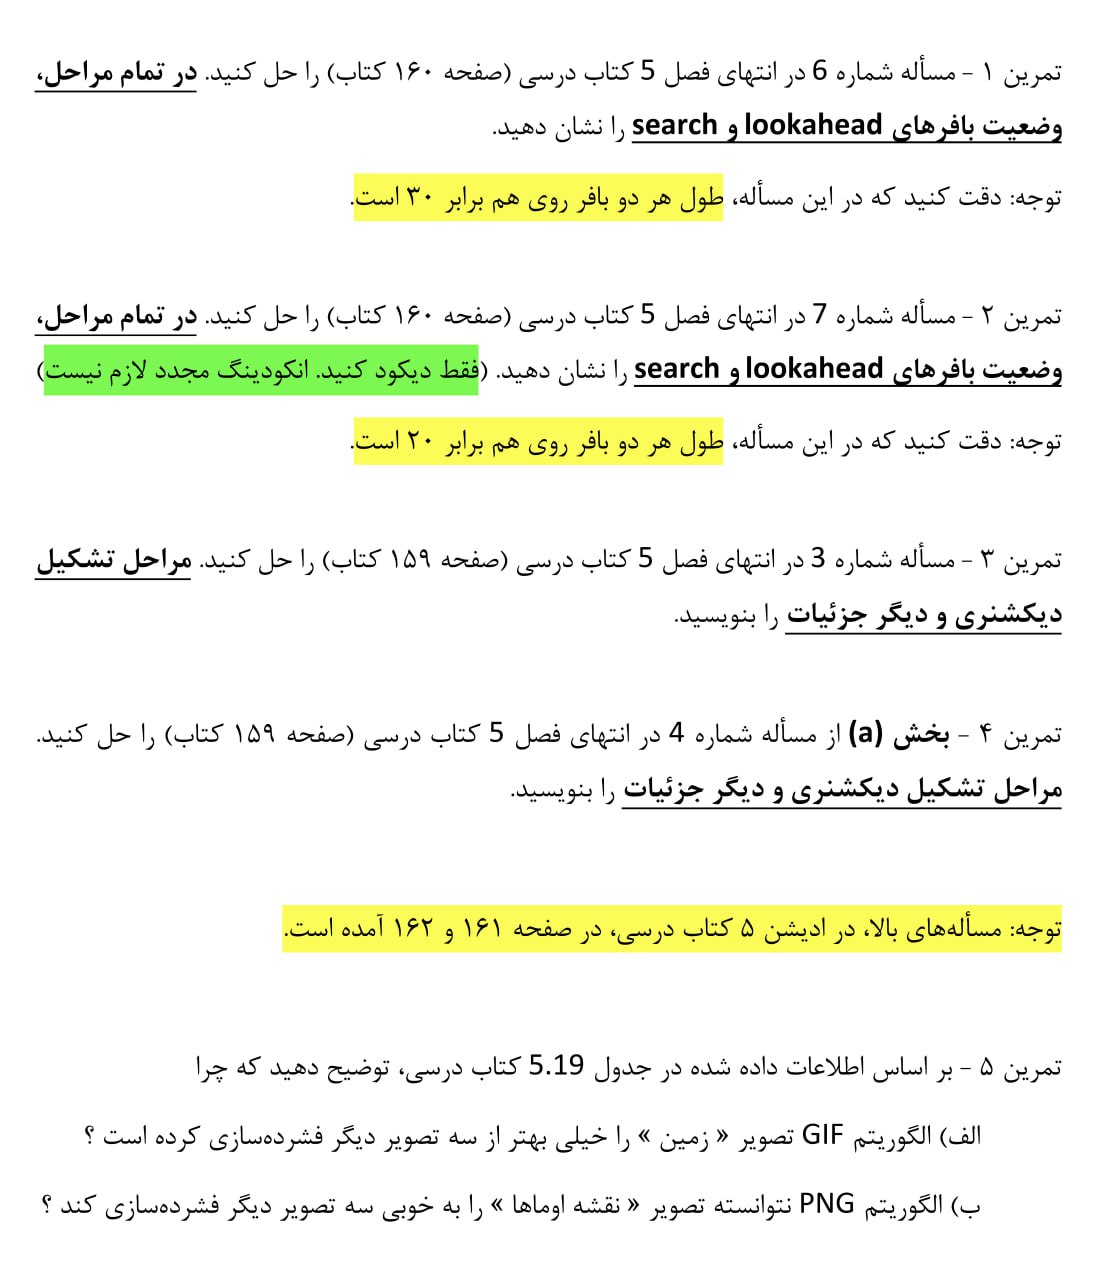 تمرین ۱ - مسأله شماره 6 در انتهای فصل 5 کتاب درسی (صفحه ۱۶۰ کتاب) را حل کنید. در تمام مراحل،
وضعیت بافرهای lookahead و search را نشان دهید.
توجه: دقت کنید که در این مسأله، طول هر دو بافر روی هم برابر ۳۰ است.
تمرین ۲ - مسأله شماره 7 در انتهای فصل 5 کتاب درسی (صفحه ۱۶۰ کتاب) را حل کنید. در تمام مراحل،
وضعیت بافرهای lookahead و search را نشان دهید. (فقط دیکود کنید. انکودینگ مجدد لازم نیست)
توجه: دقت کنید که در این مسأله، طول هر دو بافر روی هم برابر ۲۰ است.
تمرین ۳ - مسأله شماره 3 در انتهای فصل 5 کتاب درسی (صفحه ۱۵۹ کتاب) را حل کنید. مراحل تشکیل
دیکشنری و دیگر جزئیات را بنویسید.
تمرین ۴ - بخش (a) از مسأله شماره 4 در انتهای فصل 5 کتاب درسی (صفحه ۱۵۹ کتاب) را حل کنید.
مراحل تشکیل دیکشنری و دیگر جزئیات را بنویسید.
توجه: مسأله‌های بالا، در ادیشن ۵ کتاب درسی، در صفحه ۱۶۱ و ۱۶۲ آمده است.
تمرین ۵ - بر اساس اطلاعات داده شده در جدول 5.19 کتاب درسی، توضیح دهید که چرا
الف) الگوریتم GIF تصویر « زمین » را خیلی بهتر از سه تصویر دیگر فشرده‌سازی کرده است ؟
ب) الگوریتم PNG نتوانسته تصویر « نقشه اوماها » را به خوبی سه تصویر دیگر فشرده‌سازی کند ؟